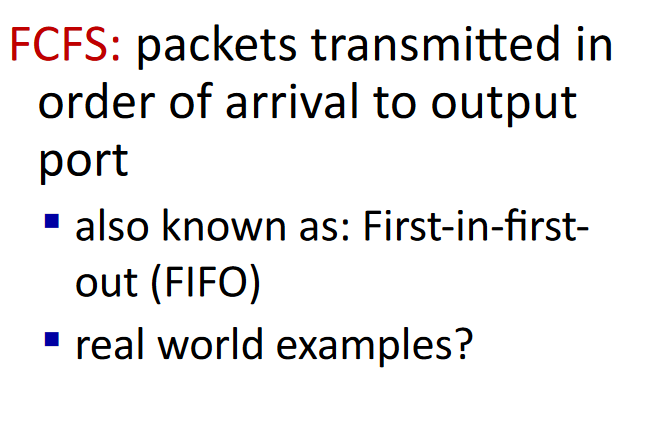 FCFS: packets transmitted in
order of arrival to output
port
▪ also known as: First-in-first-
out (FIFO)
▪ real world examples?